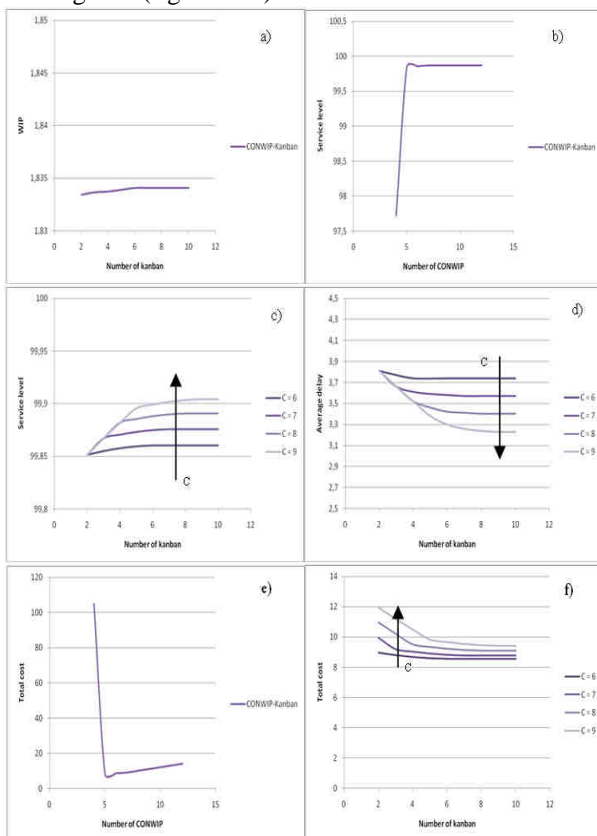 a)
1,85
1,845
1,84
1,835
1,83
WIP
0 2 4 6 8 10 12
Number of kanban
CONWIP-Kanban
b)
100,5
100
99,5
99
98,5
98
97,5
Service level
0 5 10 15
Number of CONWIP
CONWIP-Kanban
c)
100
99,95
99,9
99,85
99,8
Service level
0 2 4 6 8 10 12
Number of kanban
C
C = 6
C = 7
C = 8
C = 9
d)
4,5
4,3
4,1
3,9
3,7
3,5
3,3
3,1
2,9
2,7
2,5
Average delay
0 2 4 6 8 10 12
Number of kanban
C
C = 6
C = 7
C = 8
C = 9
e)
120
100
80
60
40
20
0
Total cost
0 5 10 15
Number of CONWIP
CONWIP-Kanban
f)
14
12
10
8
6
4
2
0
Total cost
0 2 4 6 8 10 12
Number of kanban
C
C = 6
C = 7
C = 8
C = 9